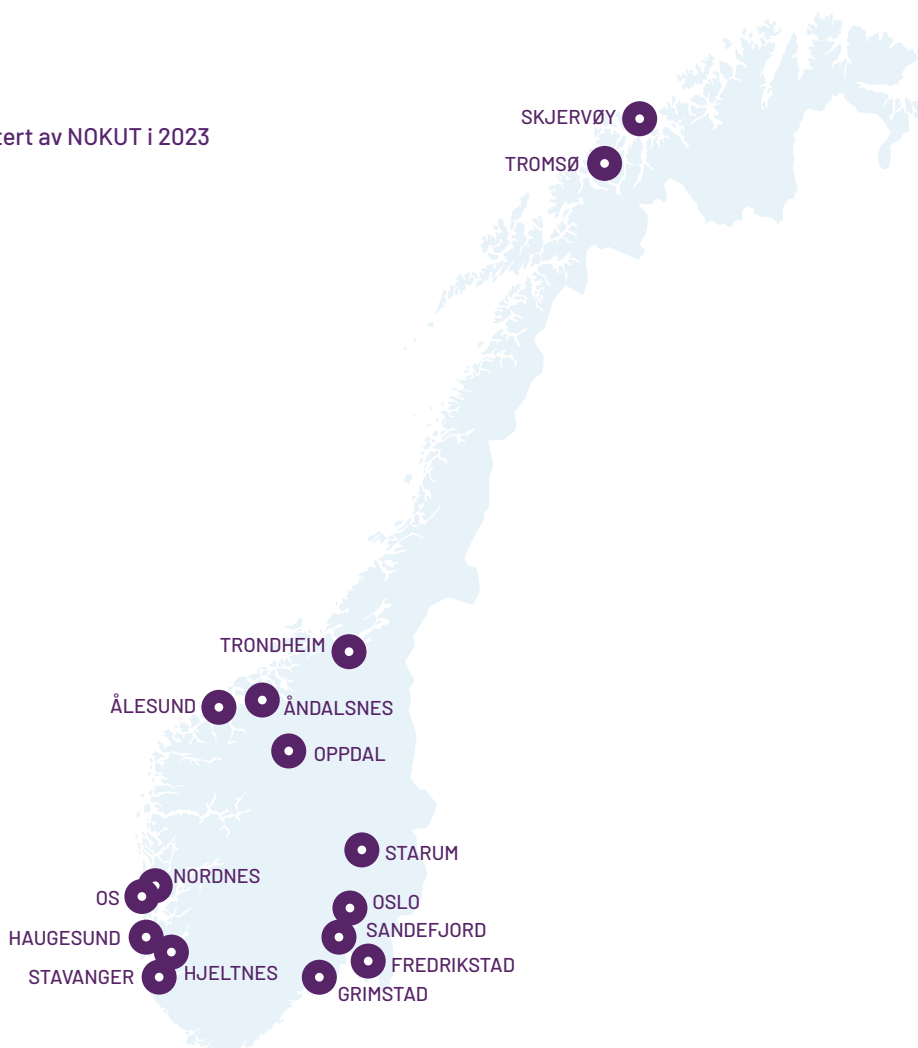 SKJERVØY
ert av NOKUT i 2023
TROMSØ
TRONDHEIM
ÅLESUND
ÅNDALSNES
OPPDAL
STARUM
NORDNES
OS
OSLO
SANDEFJORD
HAUGESUND
FREDRIKSTAD
HJELTNES
STAVANGER
GRIMSTAD